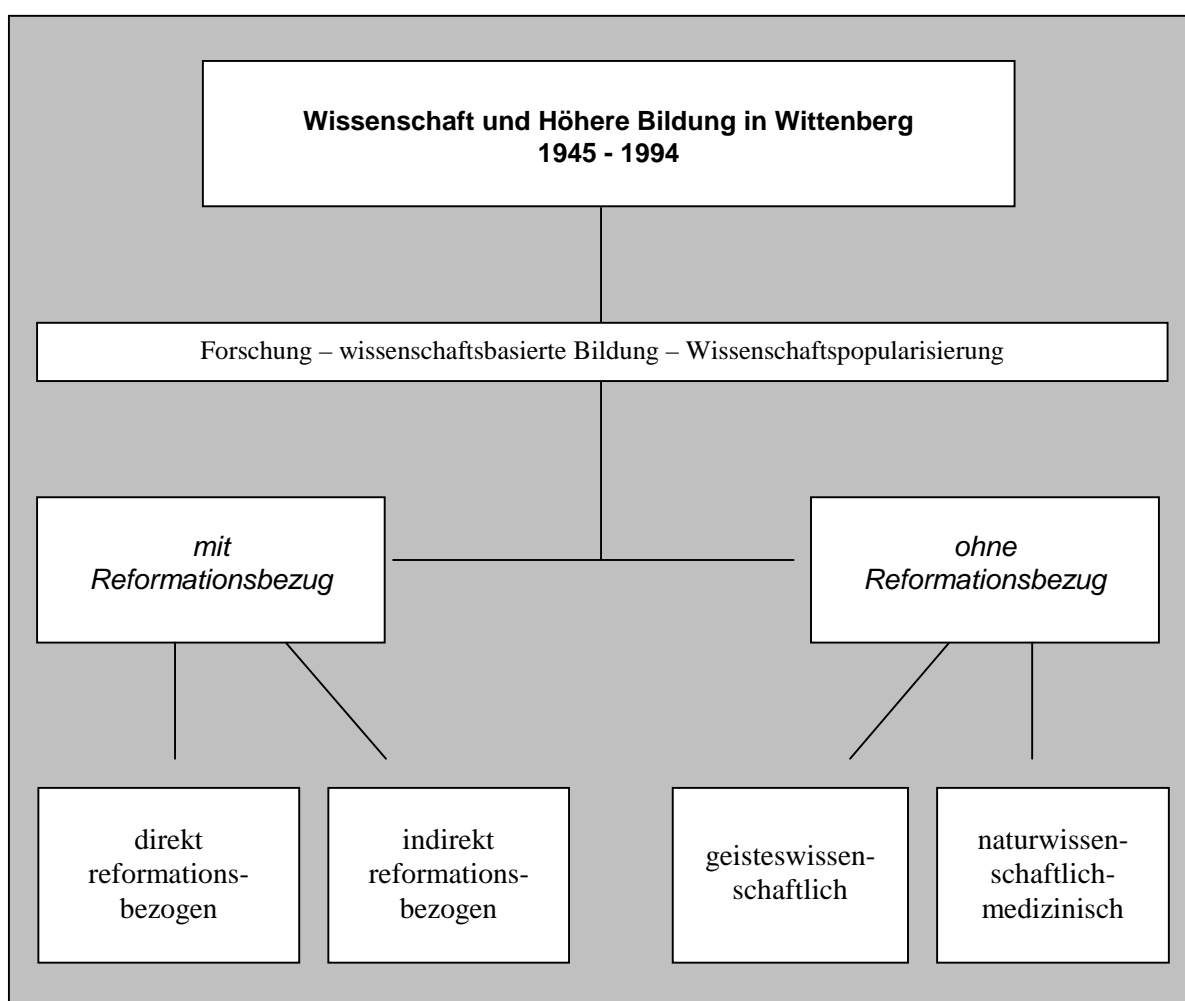 Wissenschaft und Höhere Bildung in Wittenberg
1945 - 1994
Forschung – wissenschaftsbasierte Bildung – Wissenschaftspopularisierung
mit
Reformationsbezug
ohne
Reformationsbezug
direkt
reformations-
bezogen
indirekt
reformations-
bezogen
geisteswissen-
schaftlich
naturwissen-
schaftlich-
medizinisch